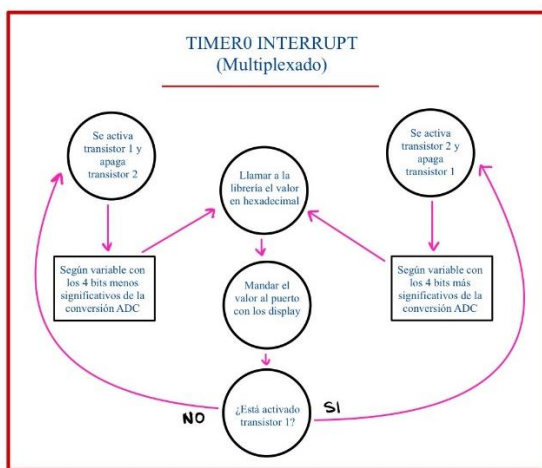 TIMER0 INTERRUPT
(Multiplexado)
Se activa
transistor 1 y
apaga
transistor 2
Se activa
transistor 2 y
apaga
transistor 1
Llamar a la
librería el valor
en hexadecimal
Según variable con
los 4 bits menos
significativos de la
conversión ADC
Según variable con
los 4 bits más
significativos de la
conversión ADC
Mandar el
valor al puerto
con los display
¿Está activado
transistor 1?
NO
SI